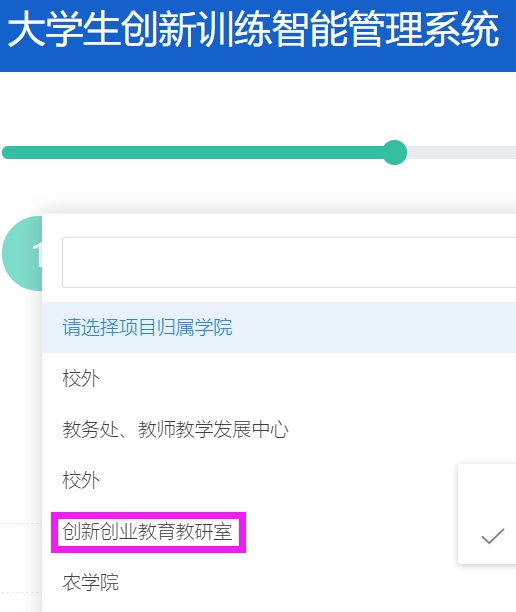 大学生创新训练智能管理系统
1
请选择项目归属学院
校外
教务处、教师教学发展中心
校外
创新创业教育教研室
农学院